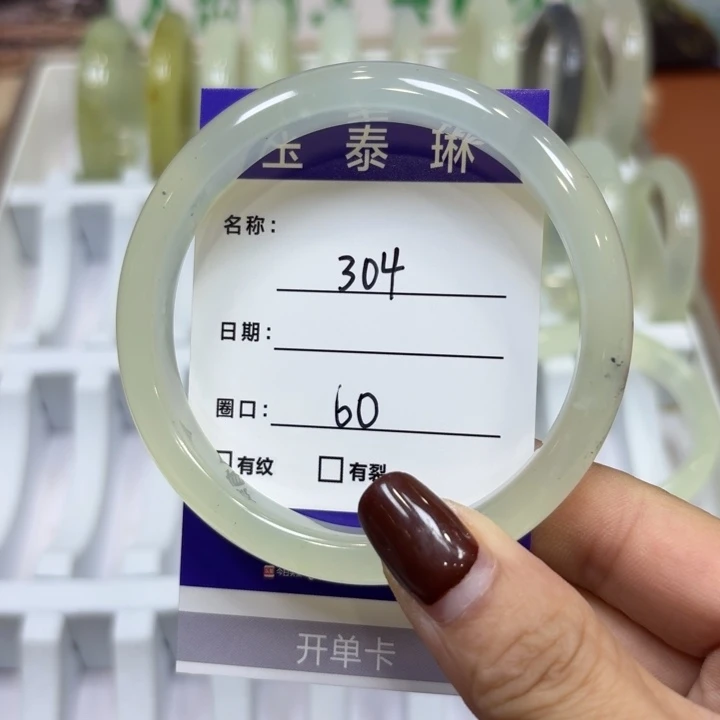 玉泰琳
名称：
304
日期：
圈口：
60
有纹 有裂
开单卡